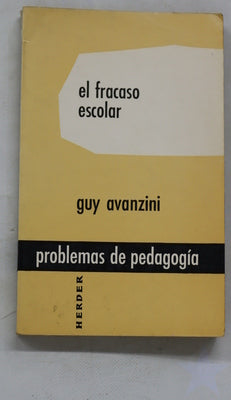 el fracaso
escolar
guy avanzini
problemas de pedagogía
HERDER